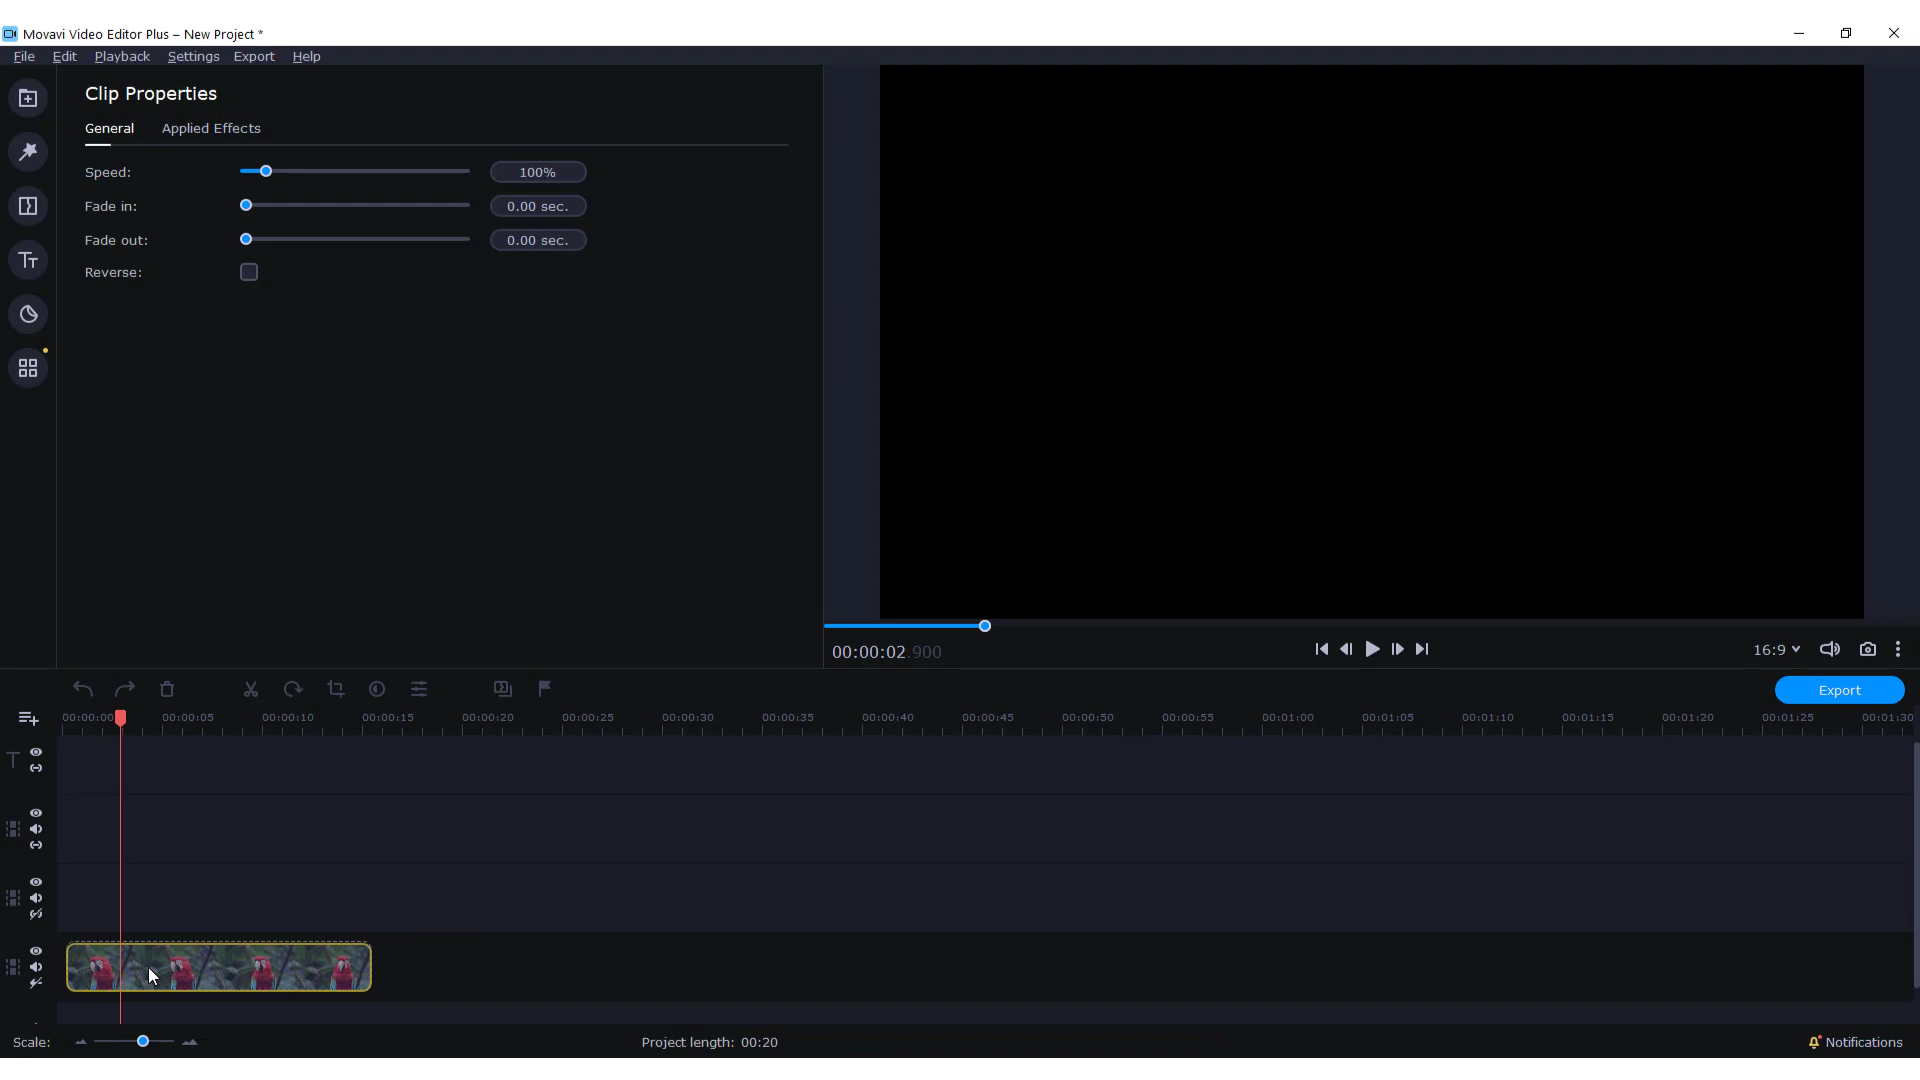 Movavi Video Editor Plus – New Project *
File Edit Playback Settings Export Help
Clip Properties
General Applied Effects
Speed: 100%
Fade in: 0.00 sec.
Fade out: 0.00 sec.
Reverse:
00:00:02.900
16:9
Export
00:00:00 00:00:05 00:00:10 00:00:15 00:00:20 00:00:25 00:00:30 00:00:35 00:00:40 00:00:45 00:00:50 00:00:55 00:01:00 00:01:05 00:01:10 00:01:15 00:01:20 00:01:25 00:01:30
Scale: Project length: 00:20 Notifications